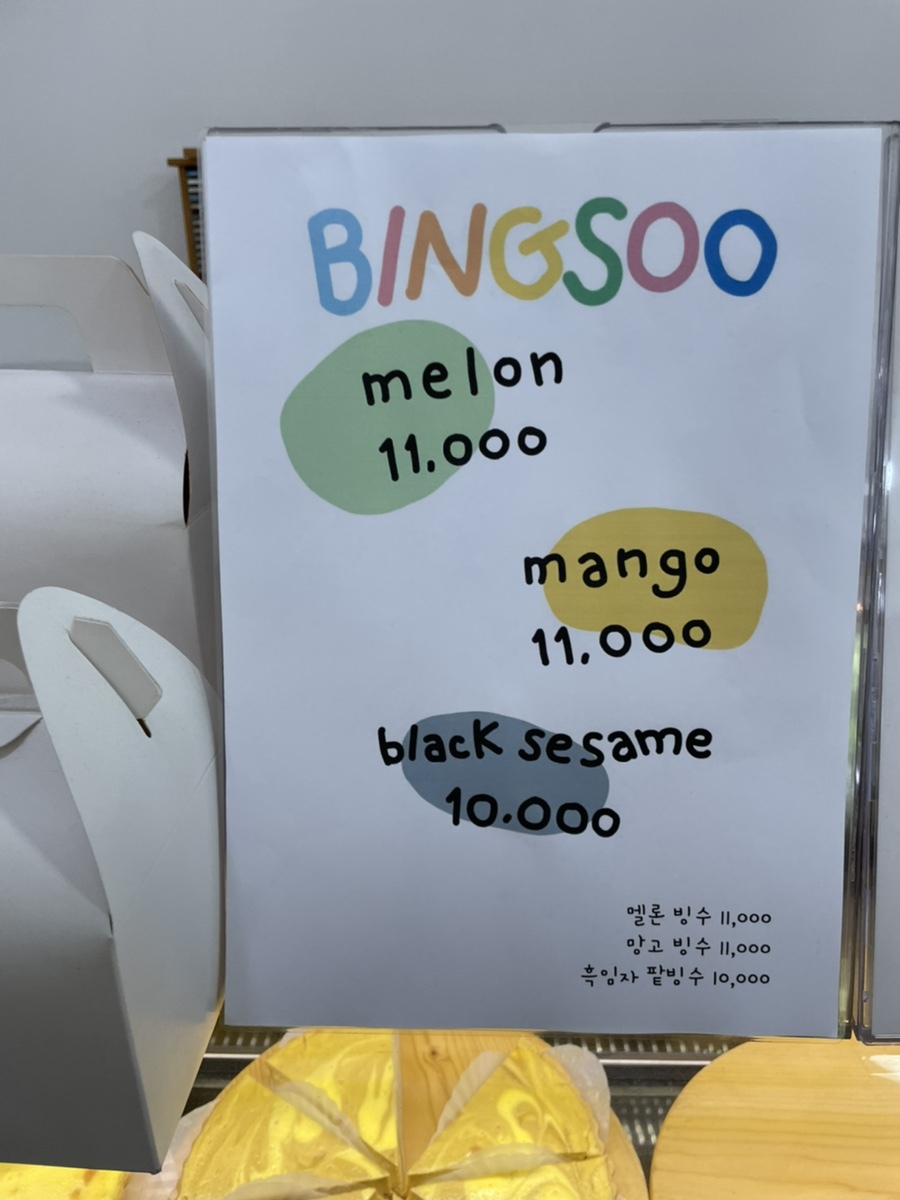 BINGSOO
melon
11.000
mango
11.000
black sesame
10.000
멜론 빙수 11,000
망고 빙수 11,000
흑임자 팥빙수 10,000